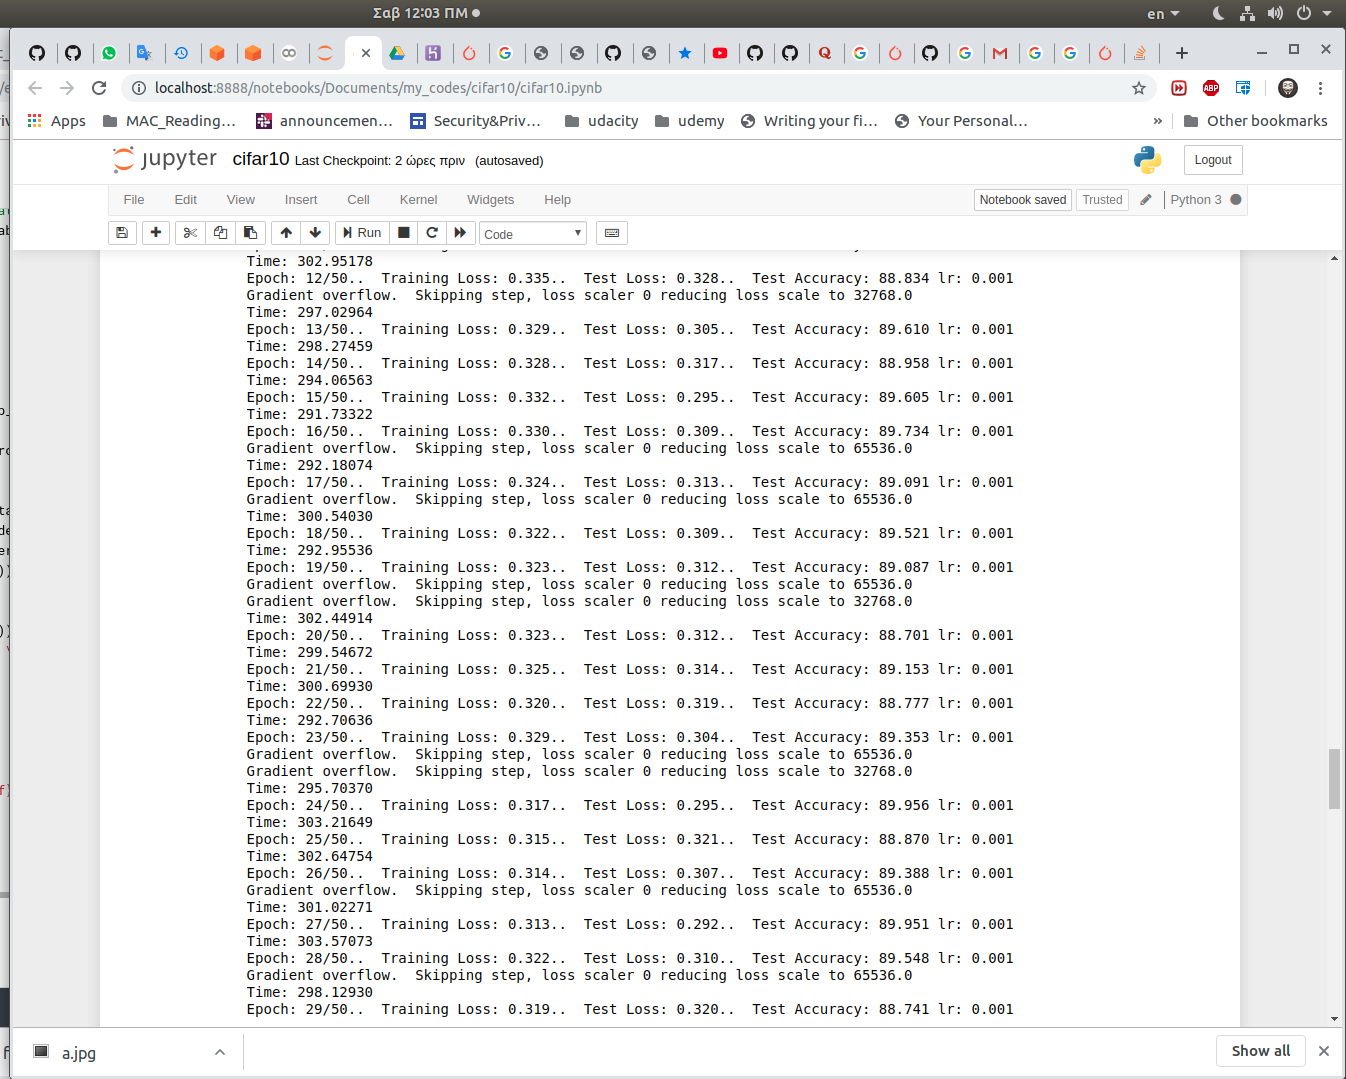 Σαβ 12:03 ΠΜ
en
localhost:8888/notebooks/Documents/my_codes/cifar10/cifar10.ipynb
Apps MAC_Reading... announcemen... Security&Priv... udacity udemy Writing your fi... Your Personal... » Other bookmarks
jupyter cifar10 Last Checkpoint: 2 ώρες πριν (autosaved) Logout
File Edit View Insert Cell Kernel Widgets Help Notebook saved Trusted Python 3
Run Code
Time: 302.95178
Epoch: 12/50.. Training Loss: 0.335.. Test Loss: 0.328.. Test Accuracy: 88.834 lr: 0.001
Gradient overflow. Skipping step, loss scaler 0 reducing loss scale to 32768.0
Time: 297.02964
Epoch: 13/50.. Training Loss: 0.329.. Test Loss: 0.305.. Test Accuracy: 89.610 lr: 0.001
Time: 298.27459
Epoch: 14/50.. Training Loss: 0.328.. Test Loss: 0.317.. Test Accuracy: 88.958 lr: 0.001
Time: 294.06563
Epoch: 15/50.. Training Loss: 0.332.. Test Loss: 0.295.. Test Accuracy: 89.605 lr: 0.001
Time: 291.73322
Epoch: 16/50.. Training Loss: 0.330.. Test Loss: 0.309.. Test Accuracy: 89.734 lr: 0.001
Gradient overflow. Skipping step, loss scaler 0 reducing loss scale to 65536.0
Time: 292.18074
Epoch: 17/50.. Training Loss: 0.324.. Test Loss: 0.313.. Test Accuracy: 89.091 lr: 0.001
Gradient overflow. Skipping step, loss scaler 0 reducing loss scale to 65536.0
Time: 300.54030
Epoch: 18/50.. Training Loss: 0.322.. Test Loss: 0.309.. Test Accuracy: 89.521 lr: 0.001
Time: 292.95536
Epoch: 19/50.. Training Loss: 0.323.. Test Loss: 0.312.. Test Accuracy: 89.087 lr: 0.001
Gradient overflow. Skipping step, loss scaler 0 reducing loss scale to 65536.0
Gradient overflow. Skipping step, loss scaler 0 reducing loss scale to 32768.0
Time: 302.44914
Epoch: 20/50.. Training Loss: 0.323.. Test Loss: 0.312.. Test Accuracy: 88.701 lr: 0.001
Time: 299.54672
Epoch: 21/50.. Training Loss: 0.325.. Test Loss: 0.314.. Test Accuracy: 89.153 lr: 0.001
Time: 300.69930
Epoch: 22/50.. Training Loss: 0.320.. Test Loss: 0.319.. Test Accuracy: 88.777 lr: 0.001
Time: 292.70636
Epoch: 23/50.. Training Loss: 0.329.. Test Loss: 0.304.. Test Accuracy: 89.353 lr: 0.001
Gradient overflow. Skipping step, loss scaler 0 reducing loss scale to 65536.0
Gradient overflow. Skipping step, loss scaler 0 reducing loss scale to 32768.0
Time: 295.70370
Epoch: 24/50.. Training Loss: 0.317.. Test Loss: 0.295.. Test Accuracy: 89.956 lr: 0.001
Time: 303.21649
Epoch: 25/50.. Training Loss: 0.315.. Test Loss: 0.321.. Test Accuracy: 88.870 lr: 0.001
Time: 302.64754
Epoch: 26/50.. Training Loss: 0.314.. Test Loss: 0.307.. Test Accuracy: 89.388 lr: 0.001
Gradient overflow. Skipping step, loss scaler 0 reducing loss scale to 65536.0
Time: 301.02271
Epoch: 27/50.. Training Loss: 0.313.. Test Loss: 0.292.. Test Accuracy: 89.951 lr: 0.001
Time: 303.57073
Epoch: 28/50.. Training Loss: 0.322.. Test Loss: 0.310.. Test Accuracy: 89.548 lr: 0.001
Gradient overflow. Skipping step, loss scaler 0 reducing loss scale to 65536.0
Time: 298.12930
Epoch: 29/50.. Training Loss: 0.319.. Test Loss: 0.320.. Test Accuracy: 88.741 lr: 0.001
a.jpg Show all